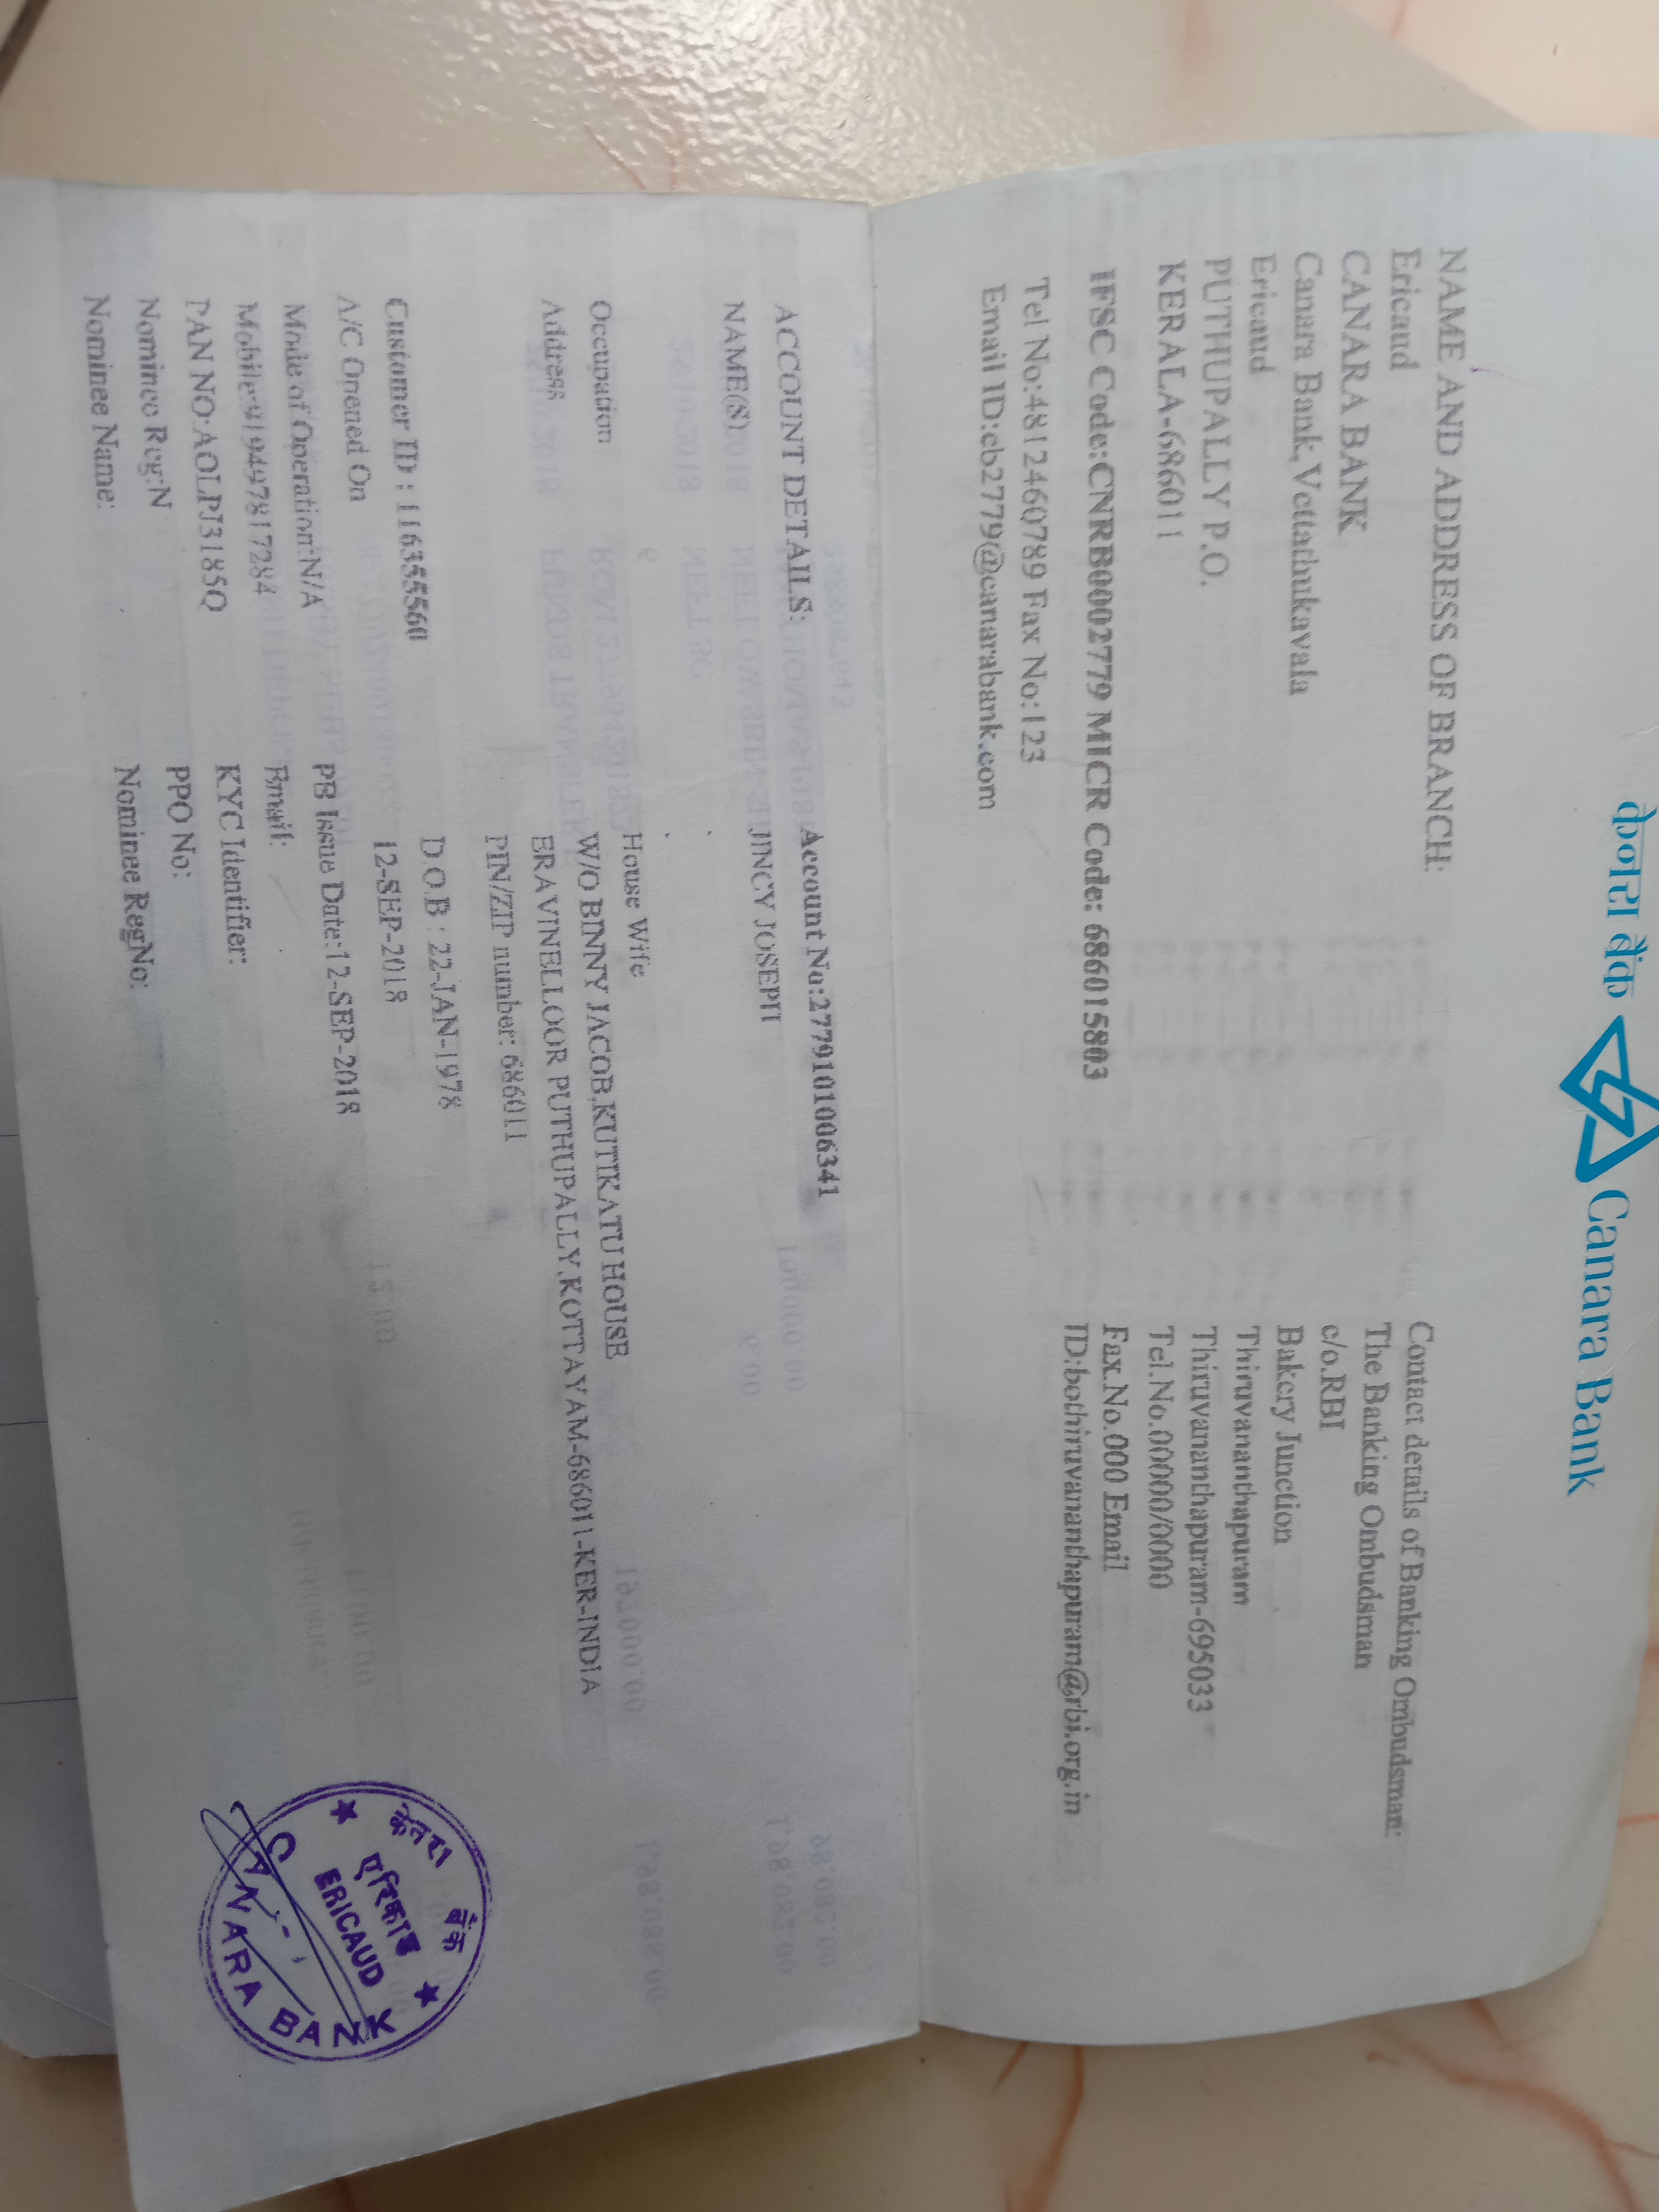 केनरा बैंक Canara Bank
NAME AND ADDRESS OF BRANCH:
Ericaud
CANARA BANK
Canara Bank,Vettathukavala
Ericaud
PUTHUPALLY P.O.
KERALA-686011
IFSC Code:CNRB0002779 MICR Code: 686015803
Tel No:4812460789 Fax No:123
Email ID:cb2779@canarabank.com
Contact details of Banking Ombudsman:
The Banking Ombudsman
c/o.RBI
Bakery Junction
Thiruvananthapuram
Thiruvananthapuram-695033
Tel.No.00000/0000
Fax.No.000 Email
ID:bothiruvananthapuram@rbi.org.in
ACCOUNT DETAILS: Account No:2779101006341
NAME(S) JINCY JOSEPH
Occupation House Wife
Address W/O BINNY JACOB,KUTIKATU HOUSE
ERAVINELLOOR PUTHUPALLY,KOTTAYAM-686011-KER-INDIA
PIN/ZIP number: 686011
Customer ID : 116355560 D.O.B : 22-JAN-1978
A/C Opened On 12-SEP-2018
Mode of Operation:N/A PB Issue Date:12-SEP-2018
Mobile:919497817284 Email:
PAN NO:AOLPJ3185Q KYC Identifier:
Nominee Reg:N PPO No:
Nominee Name: Nominee RegNo:
केनरा बैंक
एरिकाड
ERICAUD
CANARA BANK